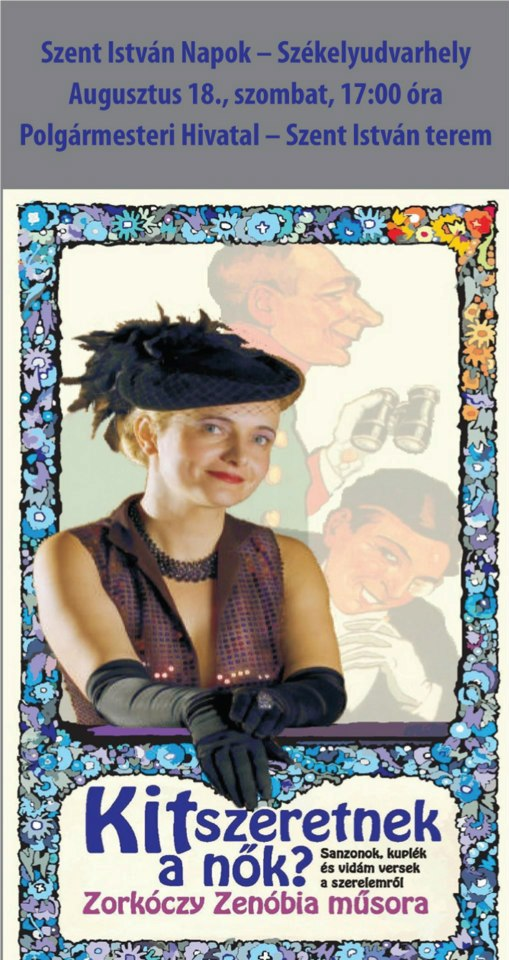 Szent István Napok – Székelyudvarhely
Augusztus 18., szombat, 17:00 óra
Polgármesteri Hivatal – Szent István terem
Kit szeretnek
a nők?
Sanzonok, kuplék
és vidám versek
a szerelemről
Zorkóczy Zenóbia műsora